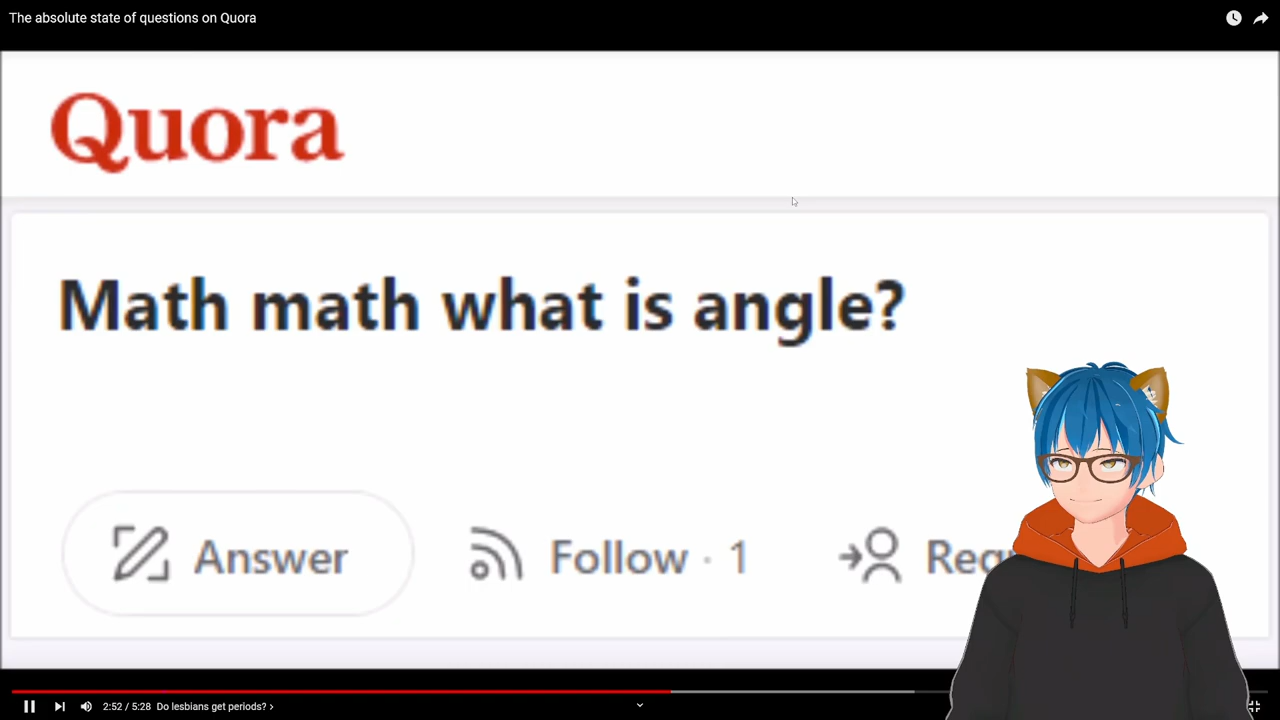 The absolute state of questions on Quora
Quora
Math math what is angle?
Answer Follow · 1
2:52 / 5:28 Do lesbians get periods? >